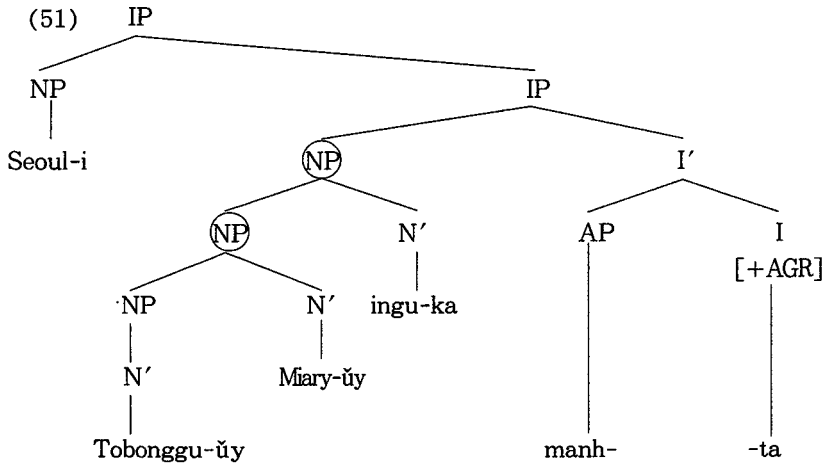 (51) IP
NP IP
Seoul-i NP I′
NP N′ AP I
[+AGR]
NP N′ ingu-ka
N′ Miary-ŭy
Tobonggu-ŭy manh- -ta